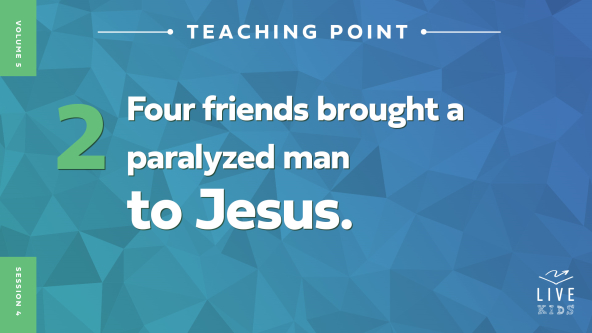 VOLUME 5
TEACHING POINT
2
Four friends brought a
paralyzed man
to Jesus.
SESSION 4
LIVE
KIDS